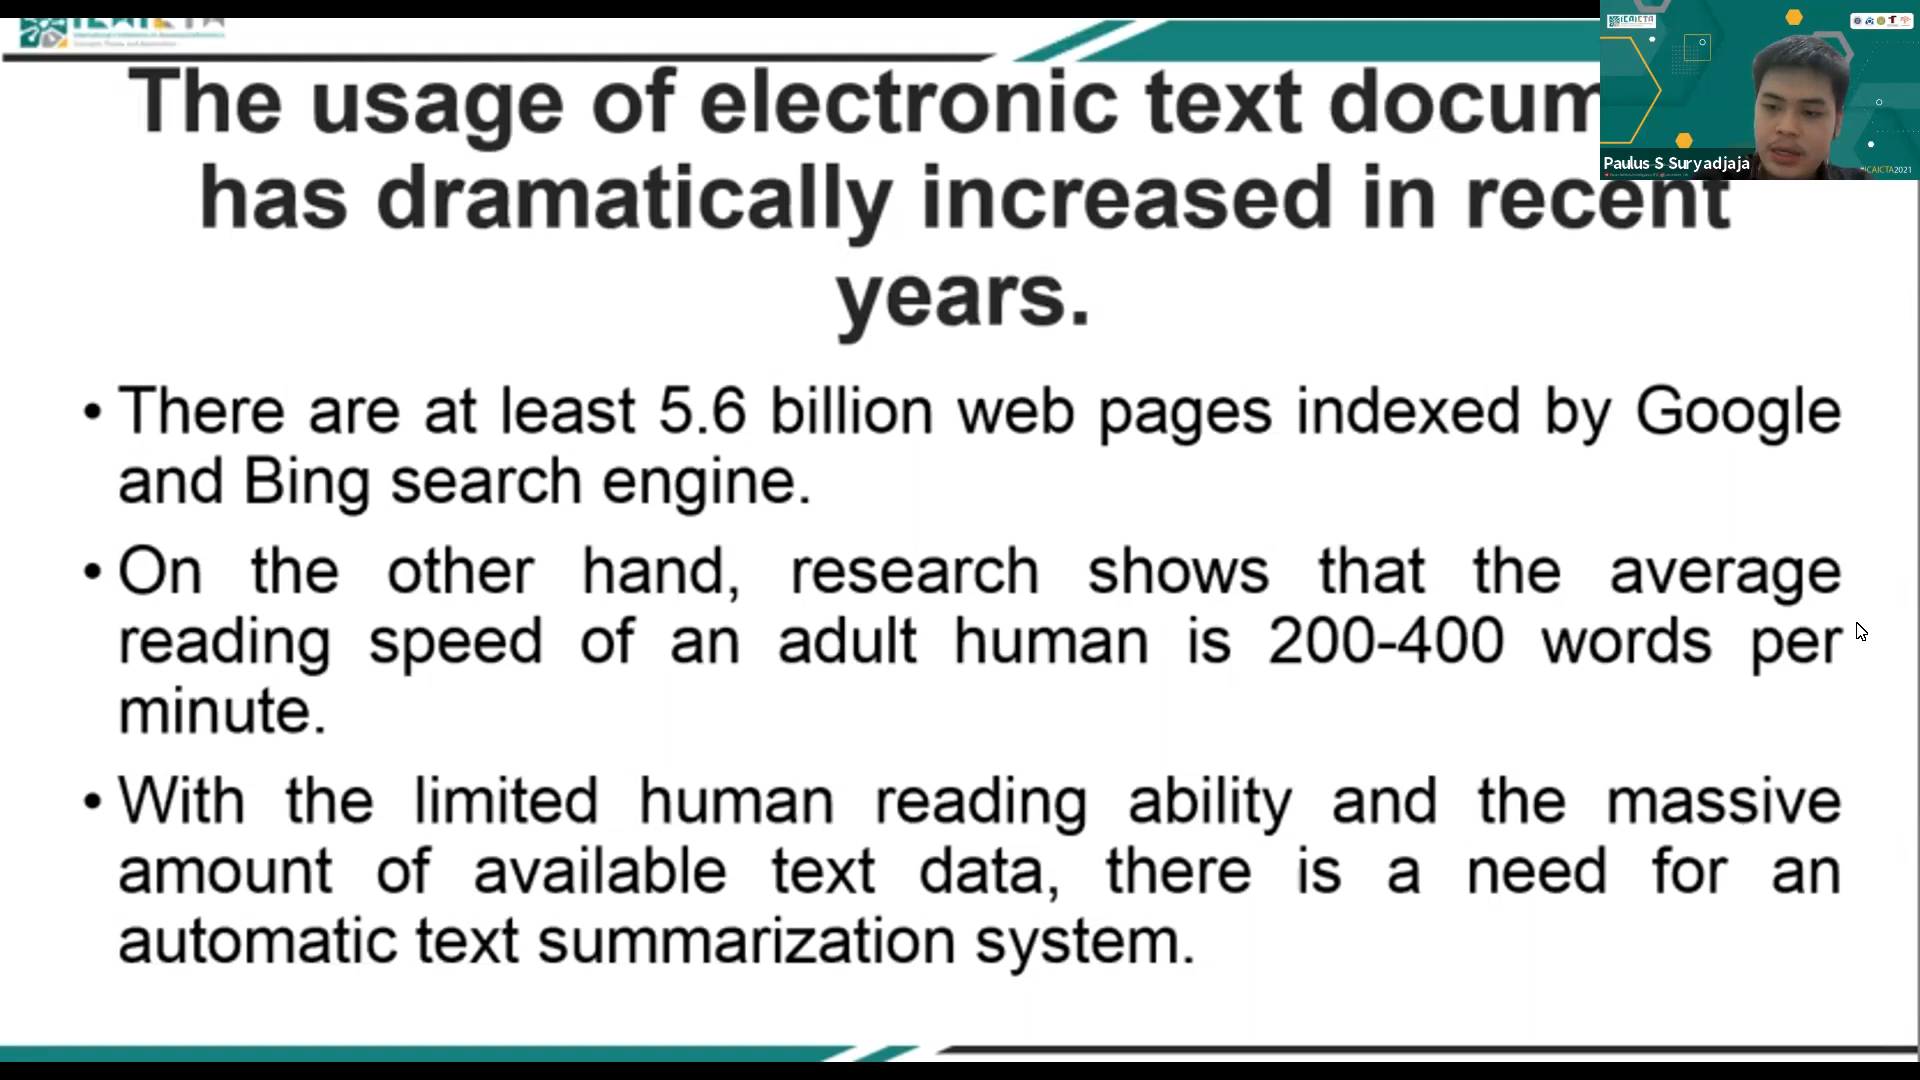 ICAICTA
The usage of electronic text docum
has dramatically increased in recent
years.
• There are at least 5.6 billion web pages indexed by Google
and Bing search engine.
• On the other hand, research shows that the average
reading speed of an adult human is 200-400 words per
minute.
• With the limited human reading ability and the massive
amount of available text data, there is a need for an
automatic text summarization system.
ICAICTA
Paulus S Suryadjaja
ICAICTA2021